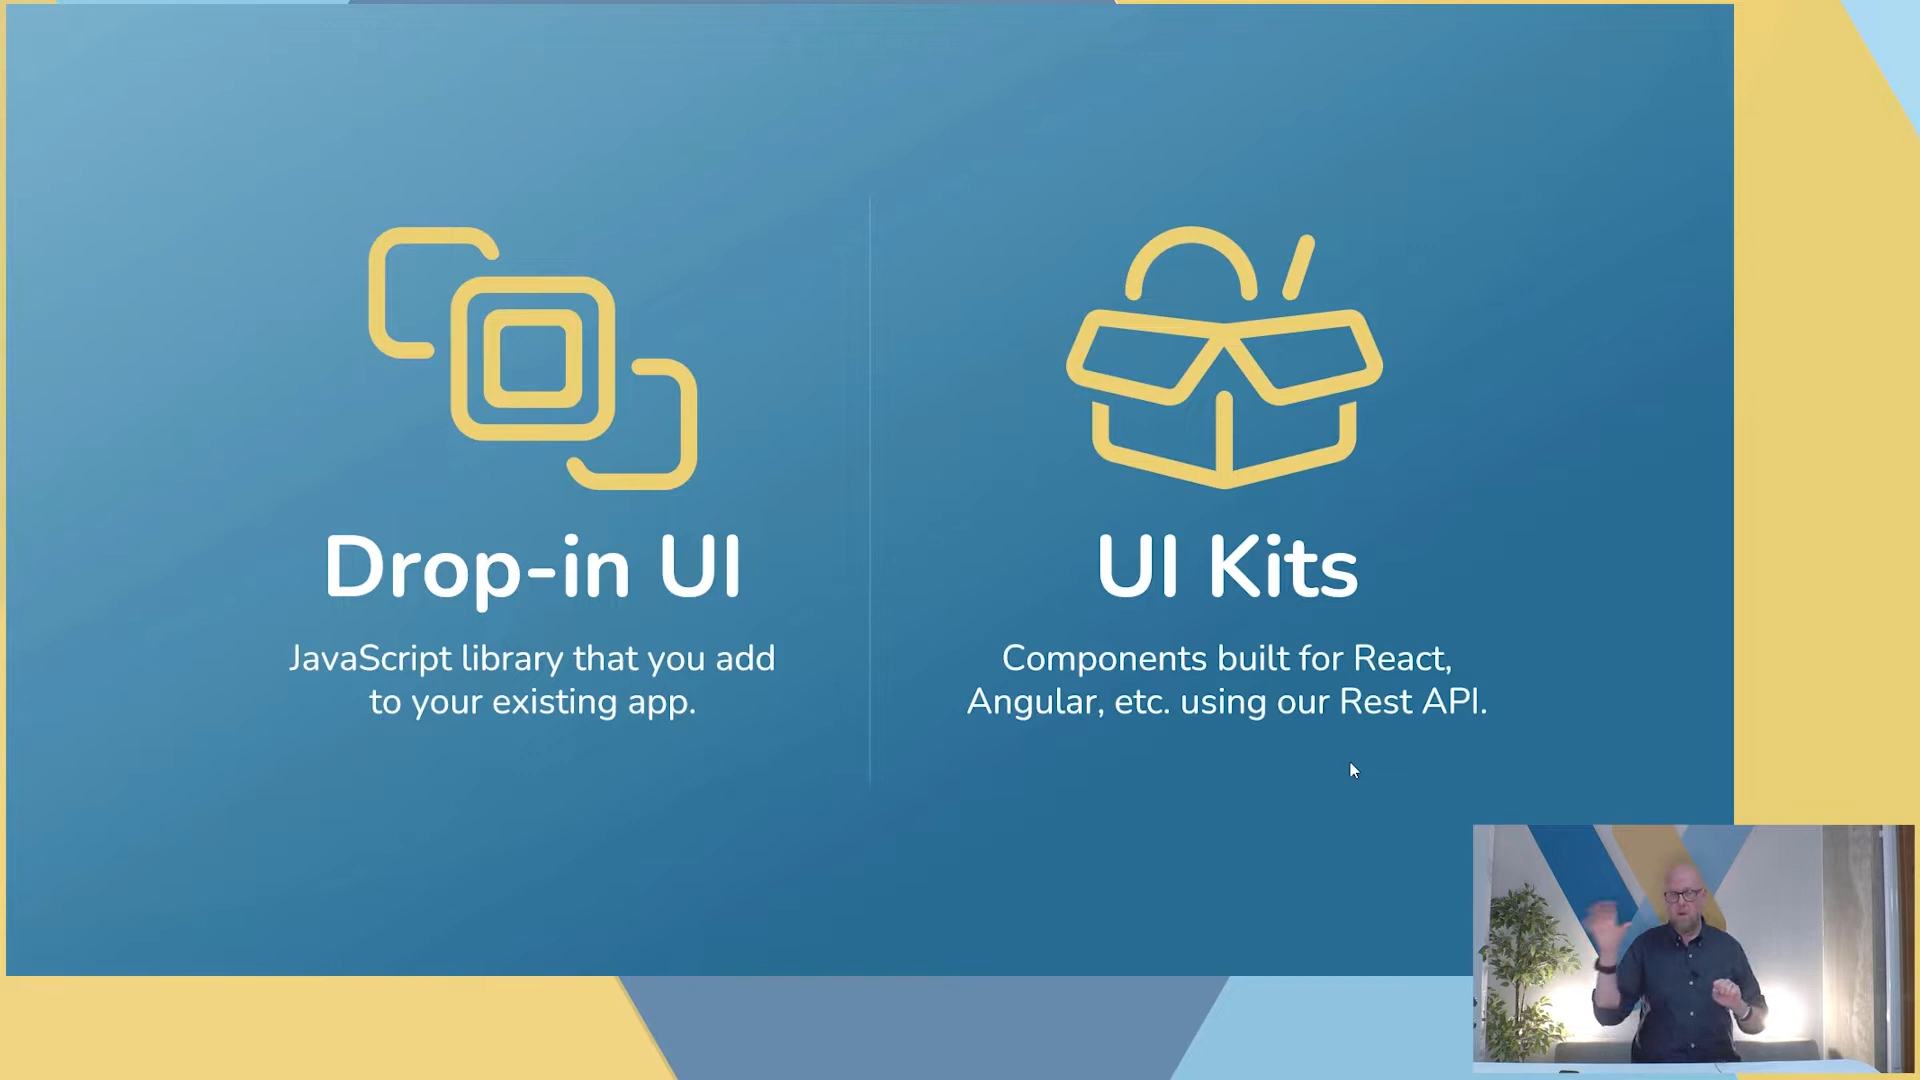 Drop-in UI
JavaScript library that you add
to your existing app.
UI Kits
Components built for React,
Angular, etc. using our Rest API.